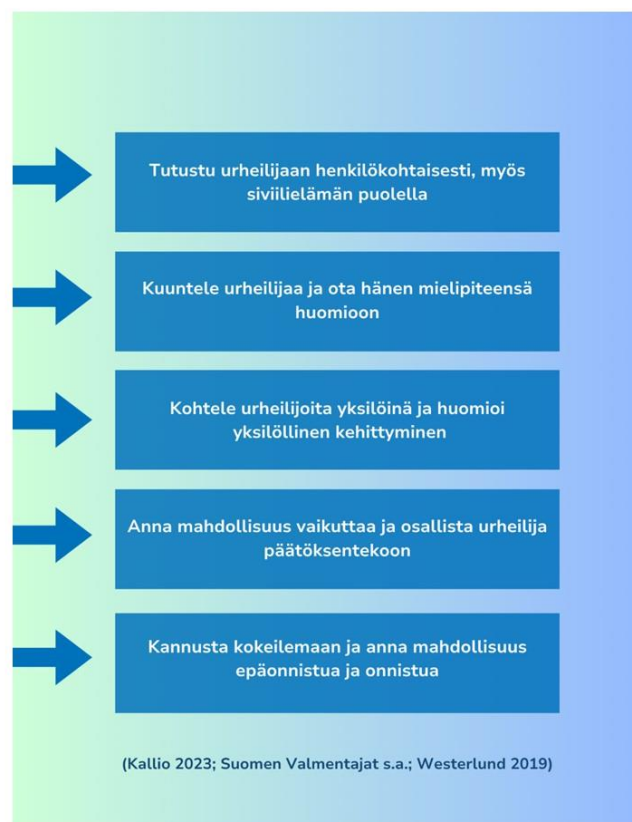 Tutustu urheilijaan henkilökohtaisesti, myös
siviilielämän puolella
Kuuntele urheilijaa ja ota hänen mielipiteensä
huomioon
Kohtele urheilijoita yksilöinä ja huomioi
yksilöllinen kehittyminen
Anna mahdollisuus vaikuttaa ja osallista urheilija
päätöksentekoon
Kannusta kokeilemaan ja anna mahdollisuus
epäonnistua ja onnistua
(Kallio 2023; Suomen Valmentajat s.a.; Westerlund 2019)